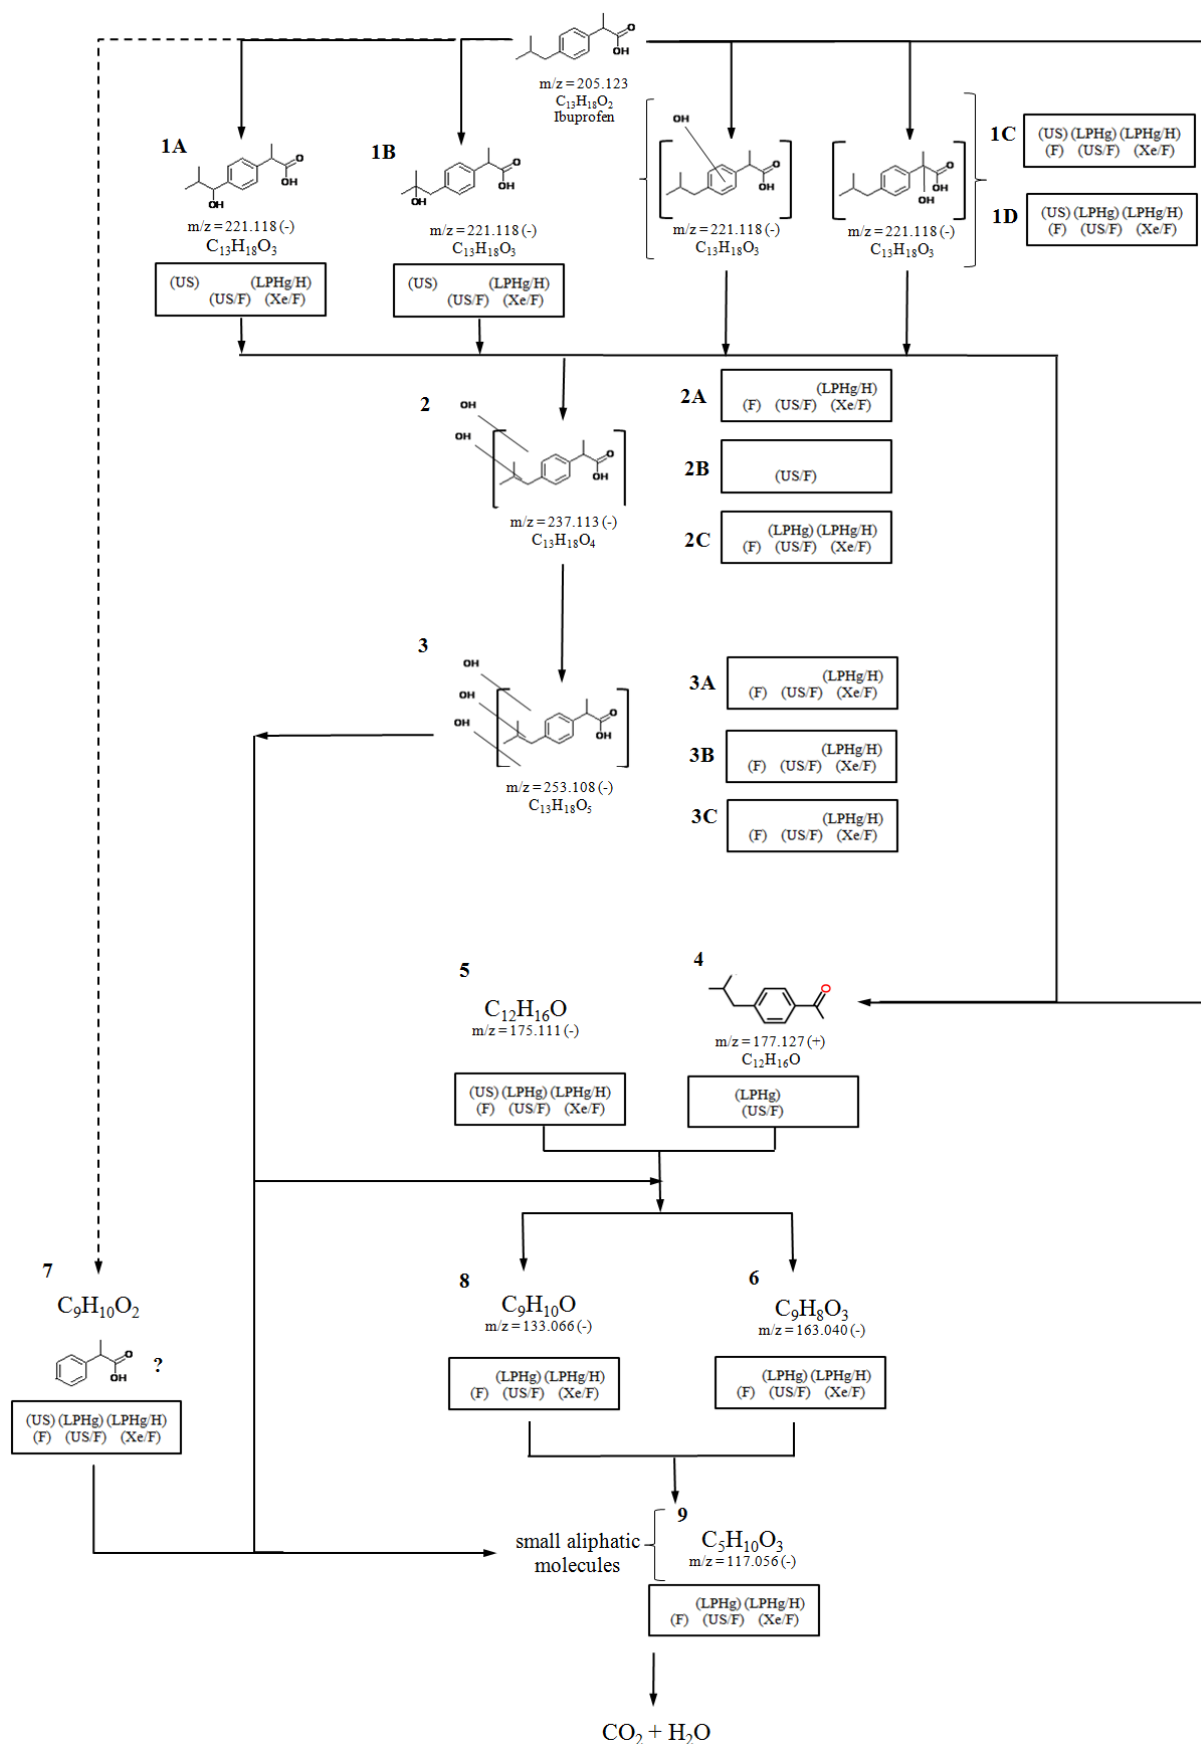 O
OH
m/z = 205.123
C13H18O2
Ibuprofen
1A
O
OH
OH
m/z = 221.118 (-)
C13H18O3
(US) (LPHg/H)
(US/F) (Xe/F)
1B
O
OH
OH
m/z = 221.118 (-)
C13H18O3
(US) (LPHg/H)
(US/F) (Xe/F)
OH
O
OH
m/z = 221.118 (-)
C13H18O3
O
OH
OH
m/z = 221.118 (-)
C13H18O3
1C
(US) (LPHg) (LPHg/H)
(F) (US/F) (Xe/F)
1D
(US) (LPHg) (LPHg/H)
(F) (US/F) (Xe/F)
2
OH
OH
O
OH
m/z = 237.113 (-)
C13H18O4
2A
(LPHg/H)
(F) (US/F) (Xe/F)
2B
(US/F)
2C
(LPHg) (LPHg/H)
(F) (US/F) (Xe/F)
3
OH
OH
OH
O
OH
m/z = 253.108 (-)
C13H18O5
3A
(LPHg/H)
(F) (US/F) (Xe/F)
3B
(LPHg/H)
(F) (US/F) (Xe/F)
3C
(LPHg/H)
(F) (US/F) (Xe/F)
5
C12H16O
m/z = 175.111 (-)
(US) (LPHg) (LPHg/H)
(F) (US/F) (Xe/F)
4
O
m/z = 177.127 (+)
C12H16O
(LPHg)
(US/F)
7
C9H10O2
O
OH
?
(US) (LPHg) (LPHg/H)
(F) (US/F) (Xe/F)
8
C9H10O
m/z = 133.066 (-)
(LPHg) (LPHg/H)
(F) (US/F) (Xe/F)
6
C9H8O3
m/z = 163.040 (-)
(LPHg) (LPHg/H)
(F) (US/F) (Xe/F)
small aliphatic
molecules
9
C5H10O3
m/z = 117.056 (-)
(LPHg) (LPHg/H)
(F) (US/F) (Xe/F)
CO2 + H2O